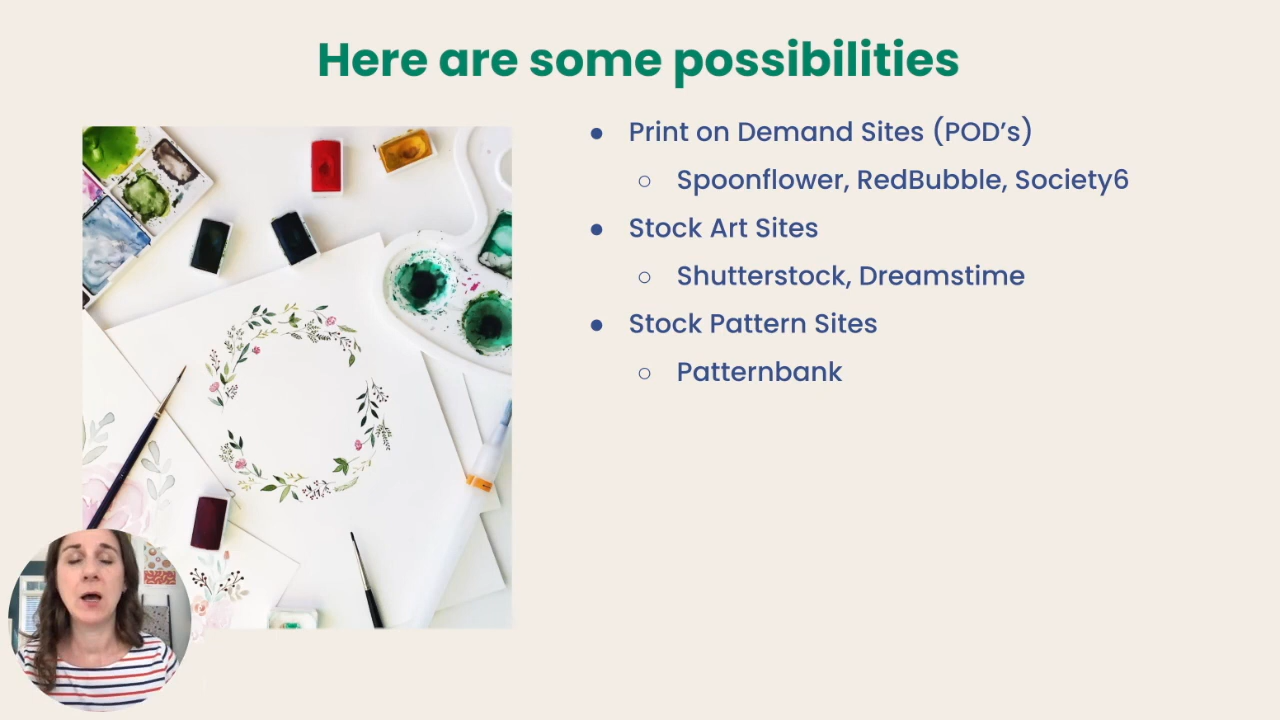 Here are some possibilities
● Print on Demand Sites (POD’s)
○ Spoonflower, RedBubble, Society6
● Stock Art Sites
○ Shutterstock, Dreamstime
● Stock Pattern Sites
○ Patternbank